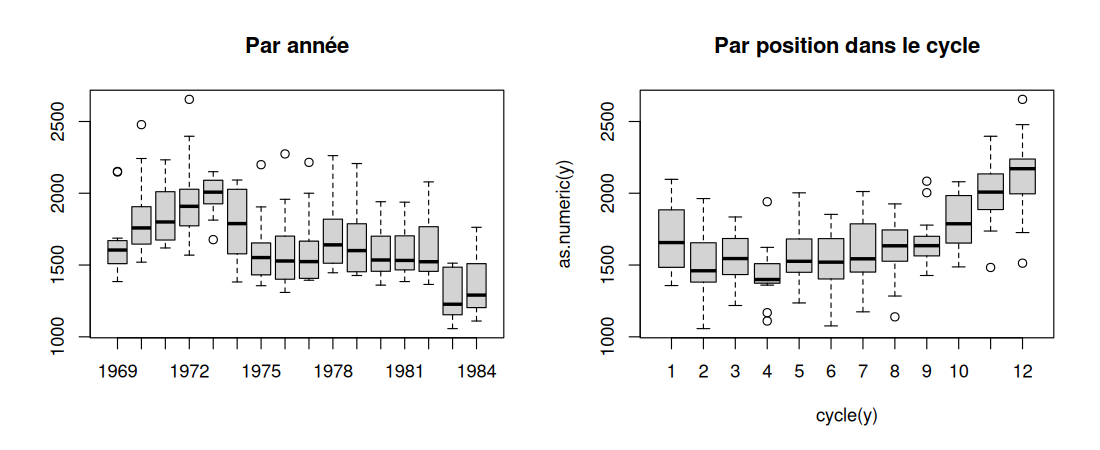 Par année
2500
2000
1500
1000
1969 1972 1975 1978 1981 1984
Par position dans le cycle
as.numeric(y)
2500
2000
1500
1000
1 2 3 4 5 6 7 8 9 10 12
cycle(y)